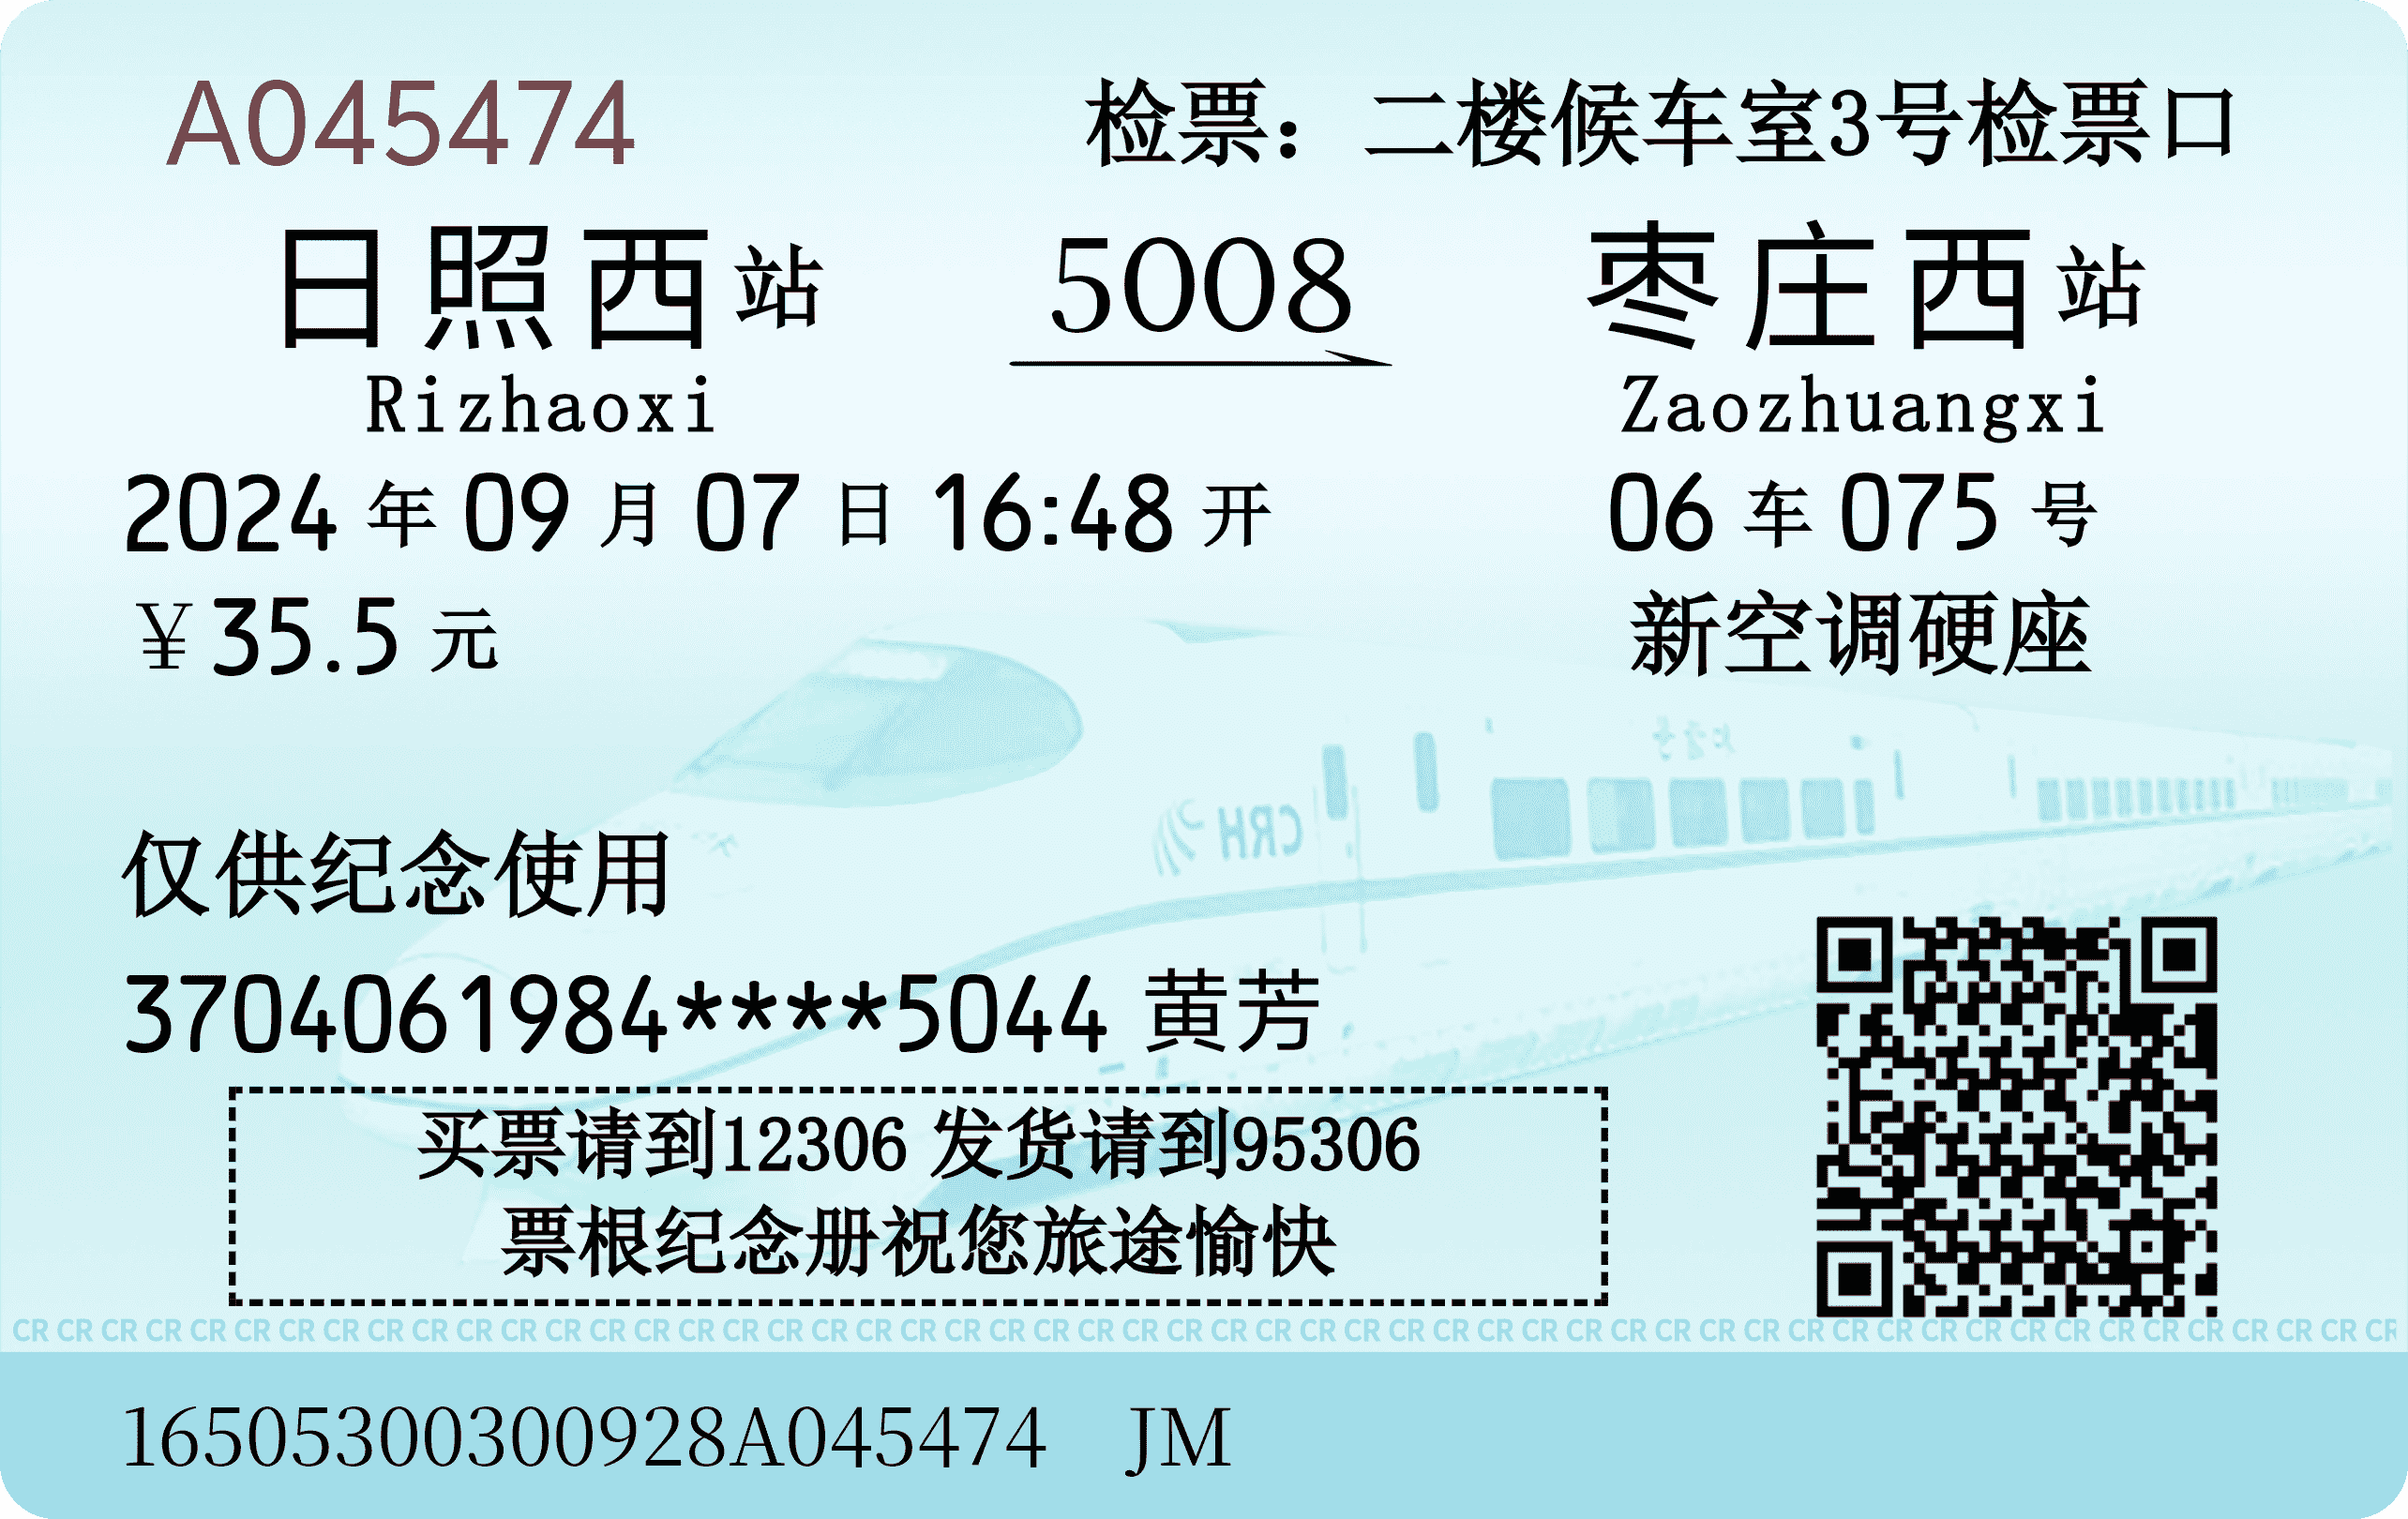 A045474 检票：二楼候车室3号检票口
日照西站 5008 枣庄西站
Rizhaoxi Zaozhuangxi
2024年09月07日16:48开 06车075号
￥35.5元 新空调硬座
CRH
仅供纪念使用
3704061984****5044 黄芳
买票请到12306 发货请到95306
票根纪念册祝您旅途愉快
CR CR CR CR CR CR CR CR CR CR CR CR CR CR CR CR CR CR CR CR CR CR CR CR CR CR CR CR CR CR CR CR CR CR CR CR CR CR CR CR CR CR CR CR CR CR CR CR CR CR CR CR CR CR
16505300300928A045474 JM